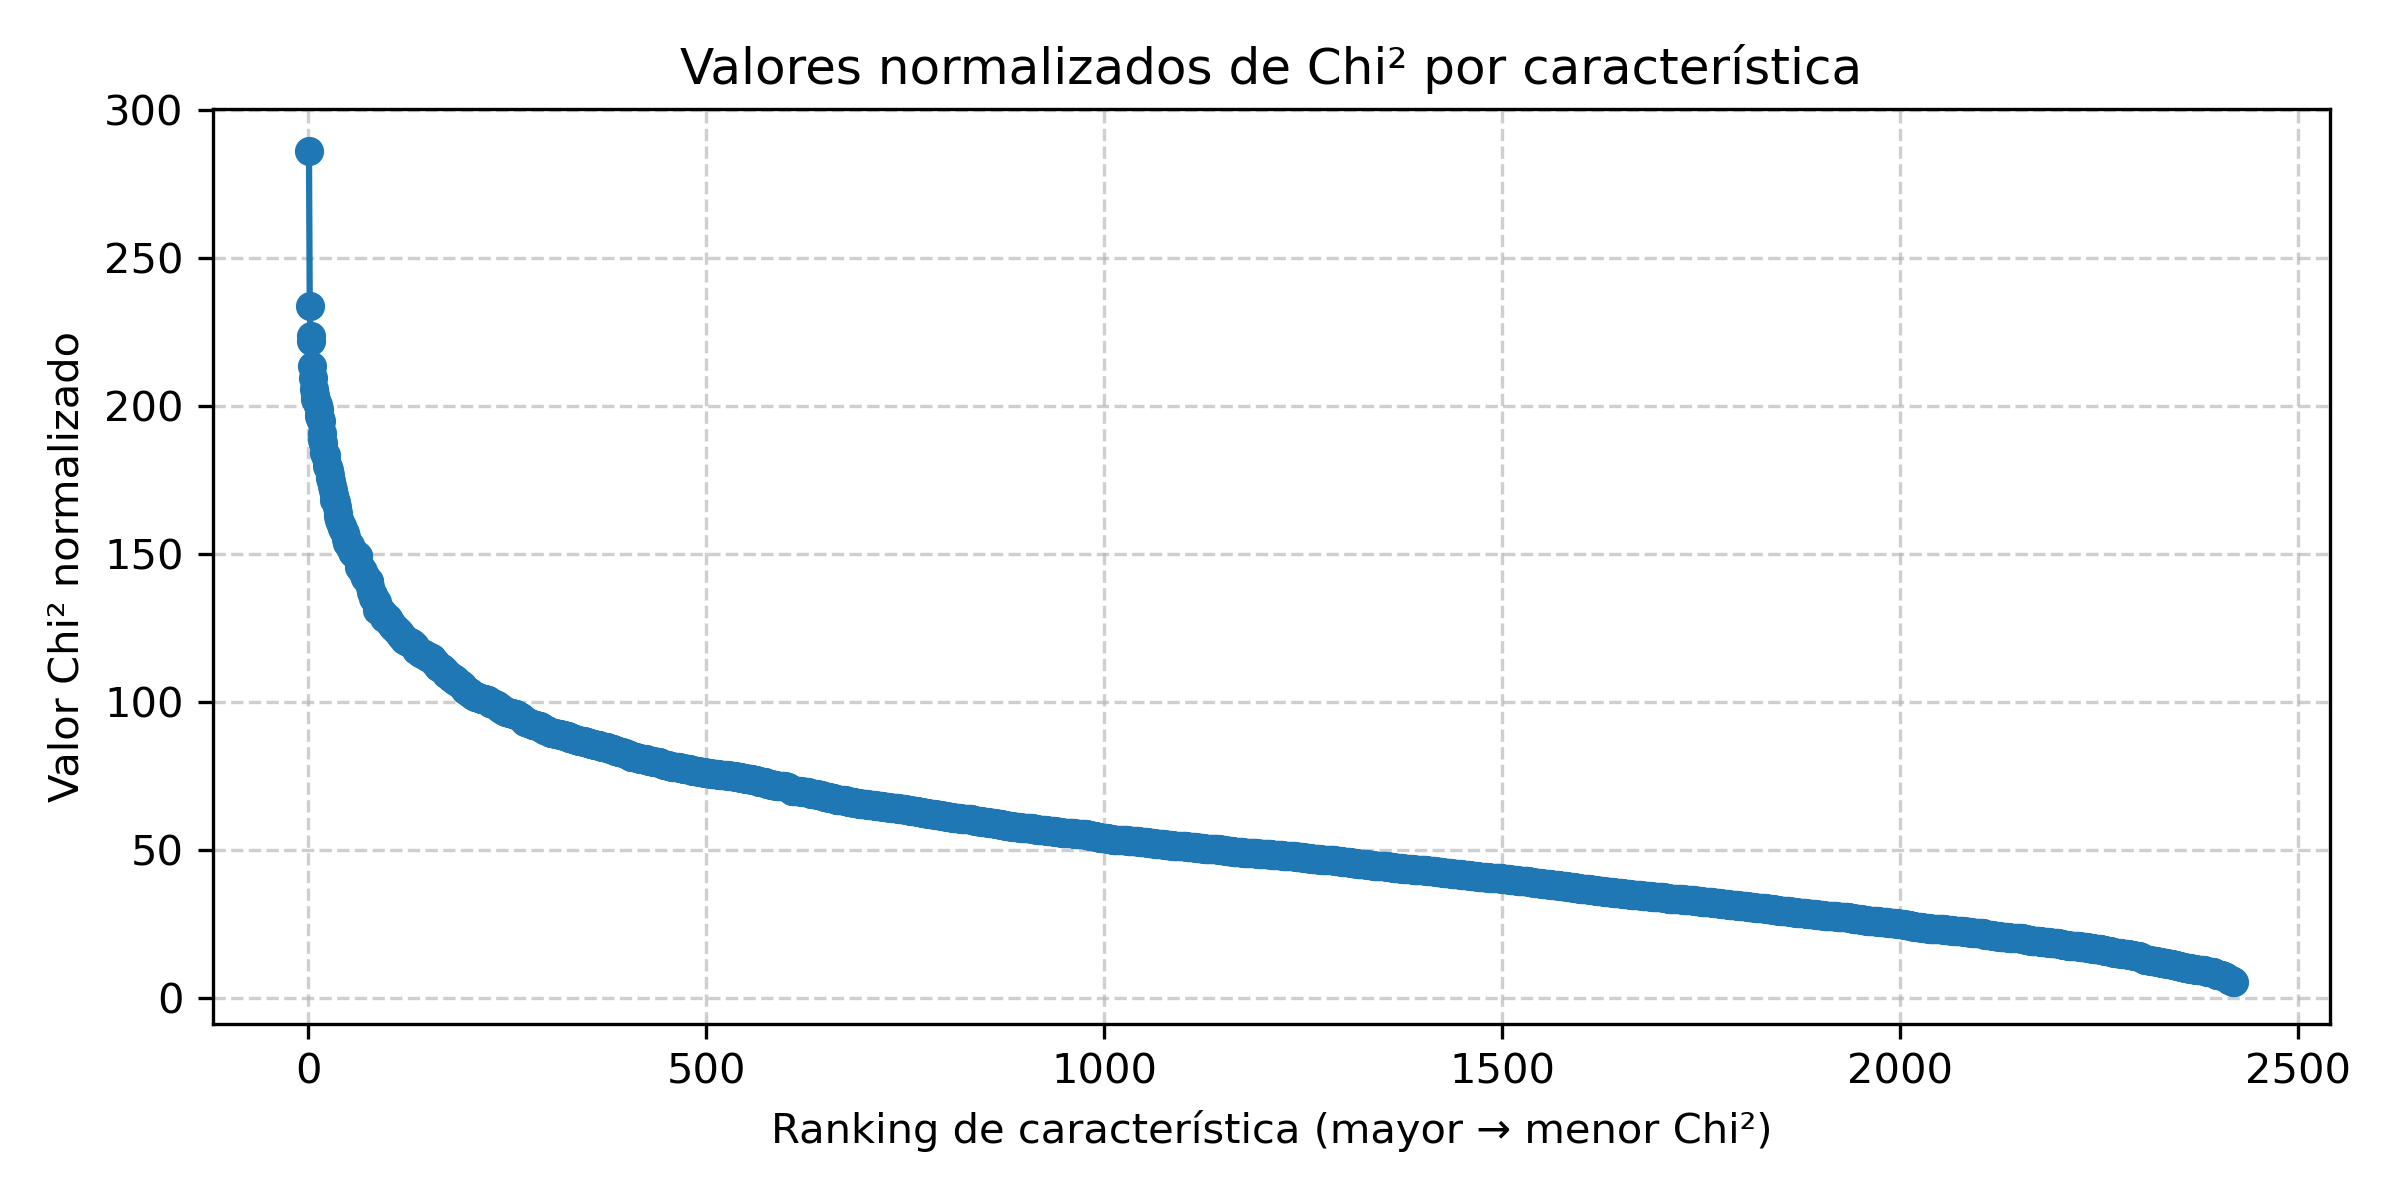 Valores normalizados de Chi² por característica
300
250
200
150
100
50
0
Valor Chi² normalizado
0 500 1000 1500 2000 2500
Ranking de característica (mayor → menor Chi²)